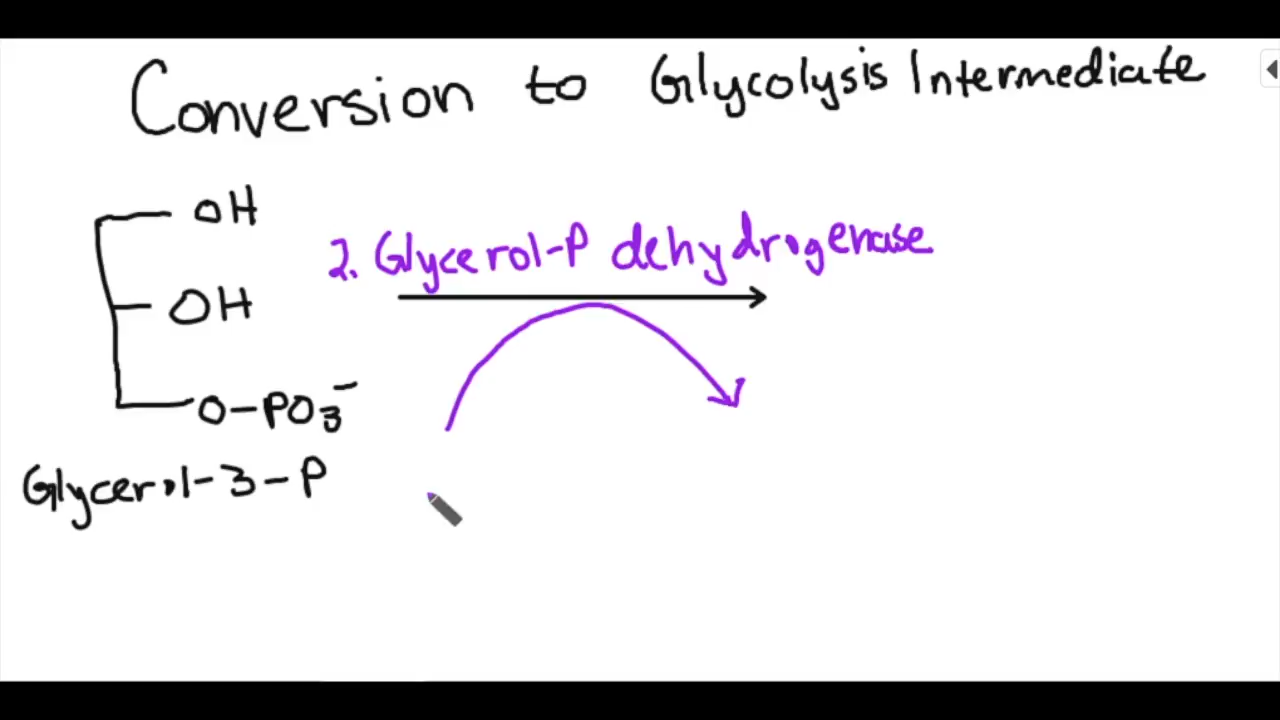 Conversion to Glycolysis Intermediate
OH
2. Glycerol-P dehydrogenase
OH
O-PO₃⁻
Glycerol-3-P